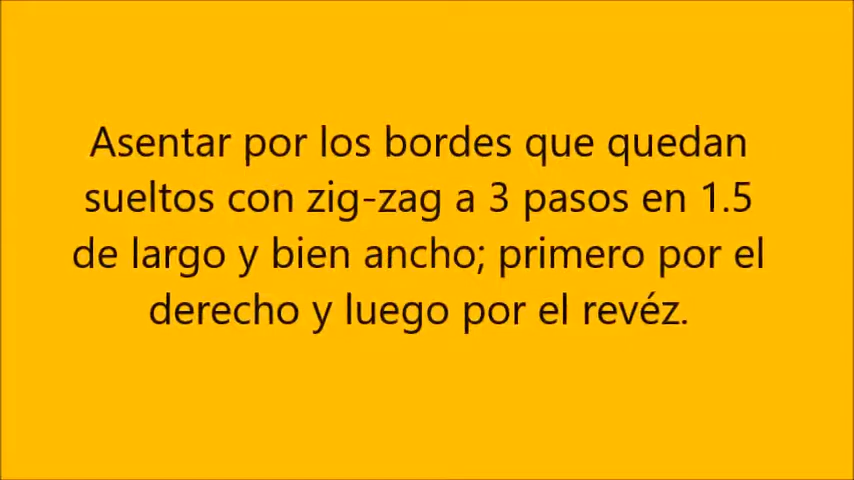 Asentar por los bordes que quedan
sueltos con zig-zag a 3 pasos en 1.5
de largo y bien ancho; primero por el
derecho y luego por el revéz.